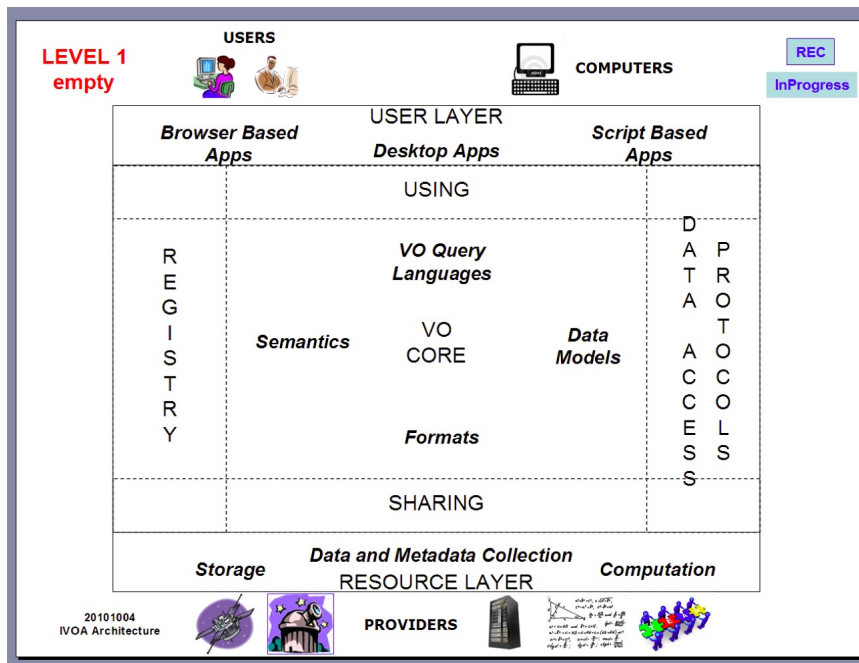 LEVEL 1
empty
USERS
COMPUTERS
REC
InProgress
USER LAYER
Browser Based
Apps
Desktop Apps
Script Based
Apps
USING
REGISTRY
VO Query
Languages
Semantics
VO
CORE
Data
Models
Formats
DATA ACCESS
PROTOCOLS
SHARING
Storage
Data and Metadata Collection
Computation
RESOURCE LAYER
20101004
IVOA Architecture
PROVIDERS